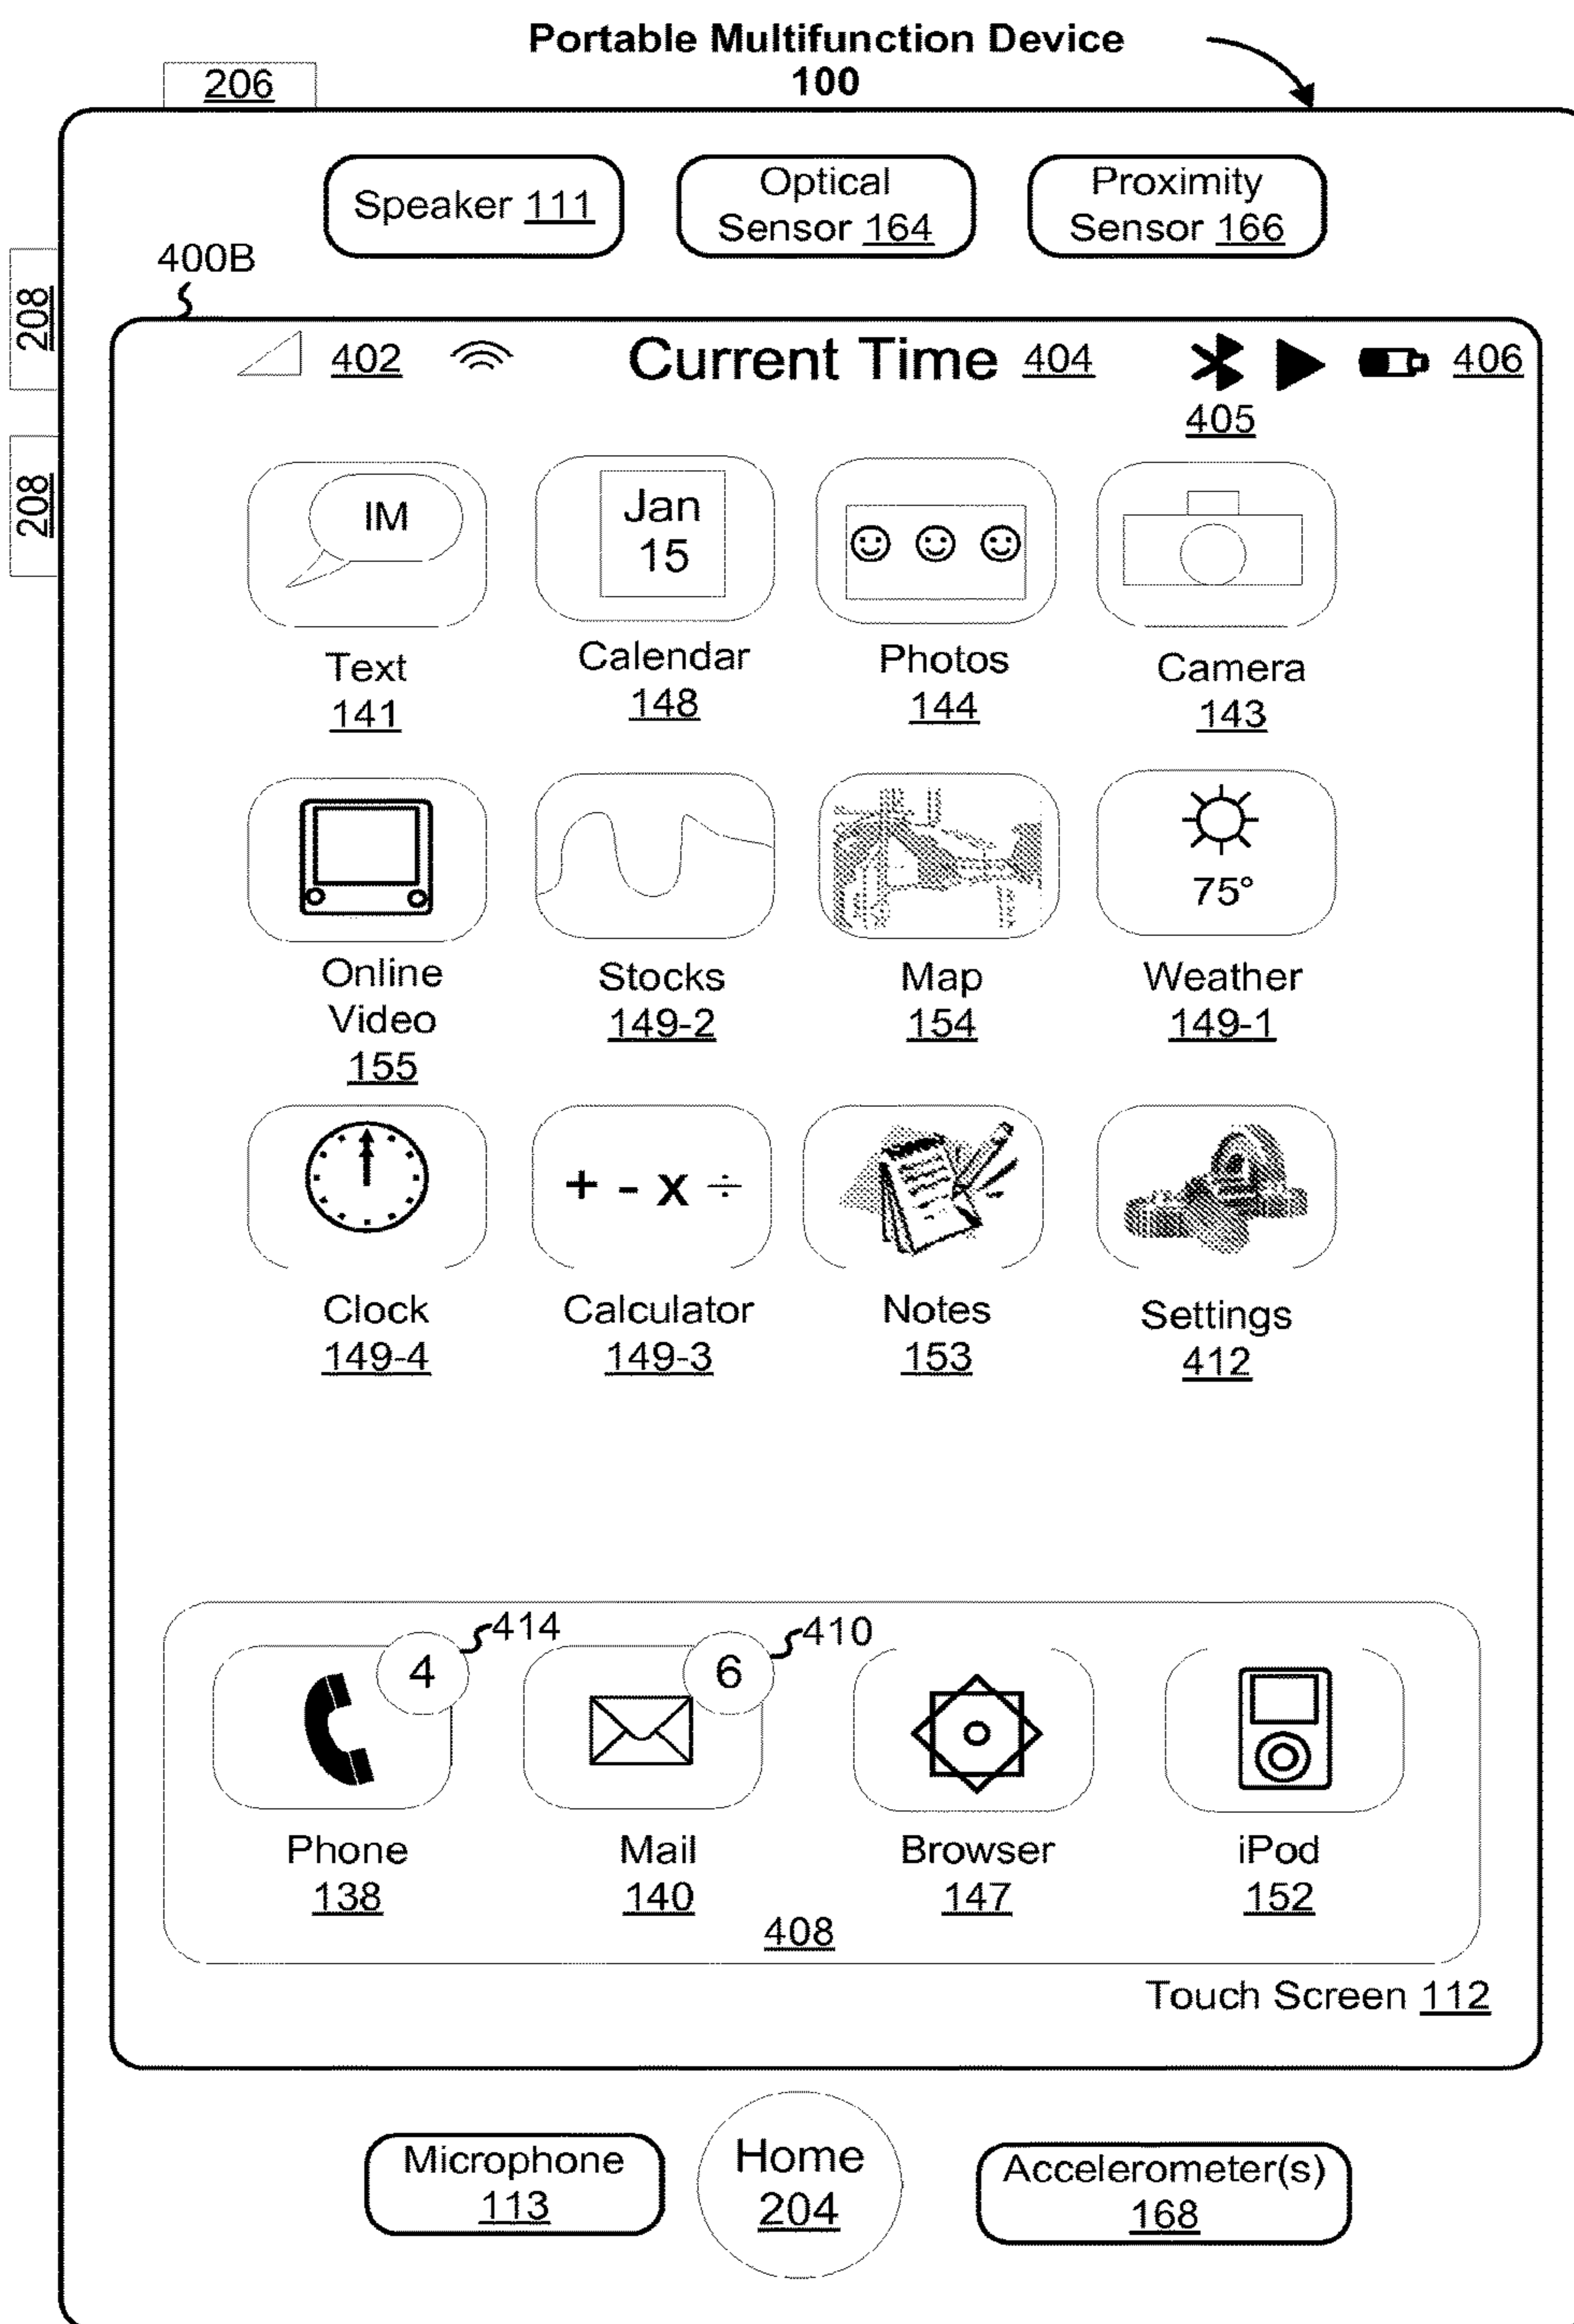 Portable Multifunction Device
100
206
Speaker 111
Optical
Sensor 164
Proximity
Sensor 166
208
208
400B
402
Current Time 404
406
405
IM
Jan
15
Text
141
Calendar
148
Photos
144
Camera
143
75°
Online
Video
155
Stocks
149-2
Map
154
Weather
149-1
+ - x ÷
Clock
149-4
Calculator
149-3
Notes
153
Settings
412
4
414
6
410
Phone
138
Mail
140
Browser
147
iPod
152
408
Touch Screen 112
Microphone
113
Home
204
Accelerometer(s)
168